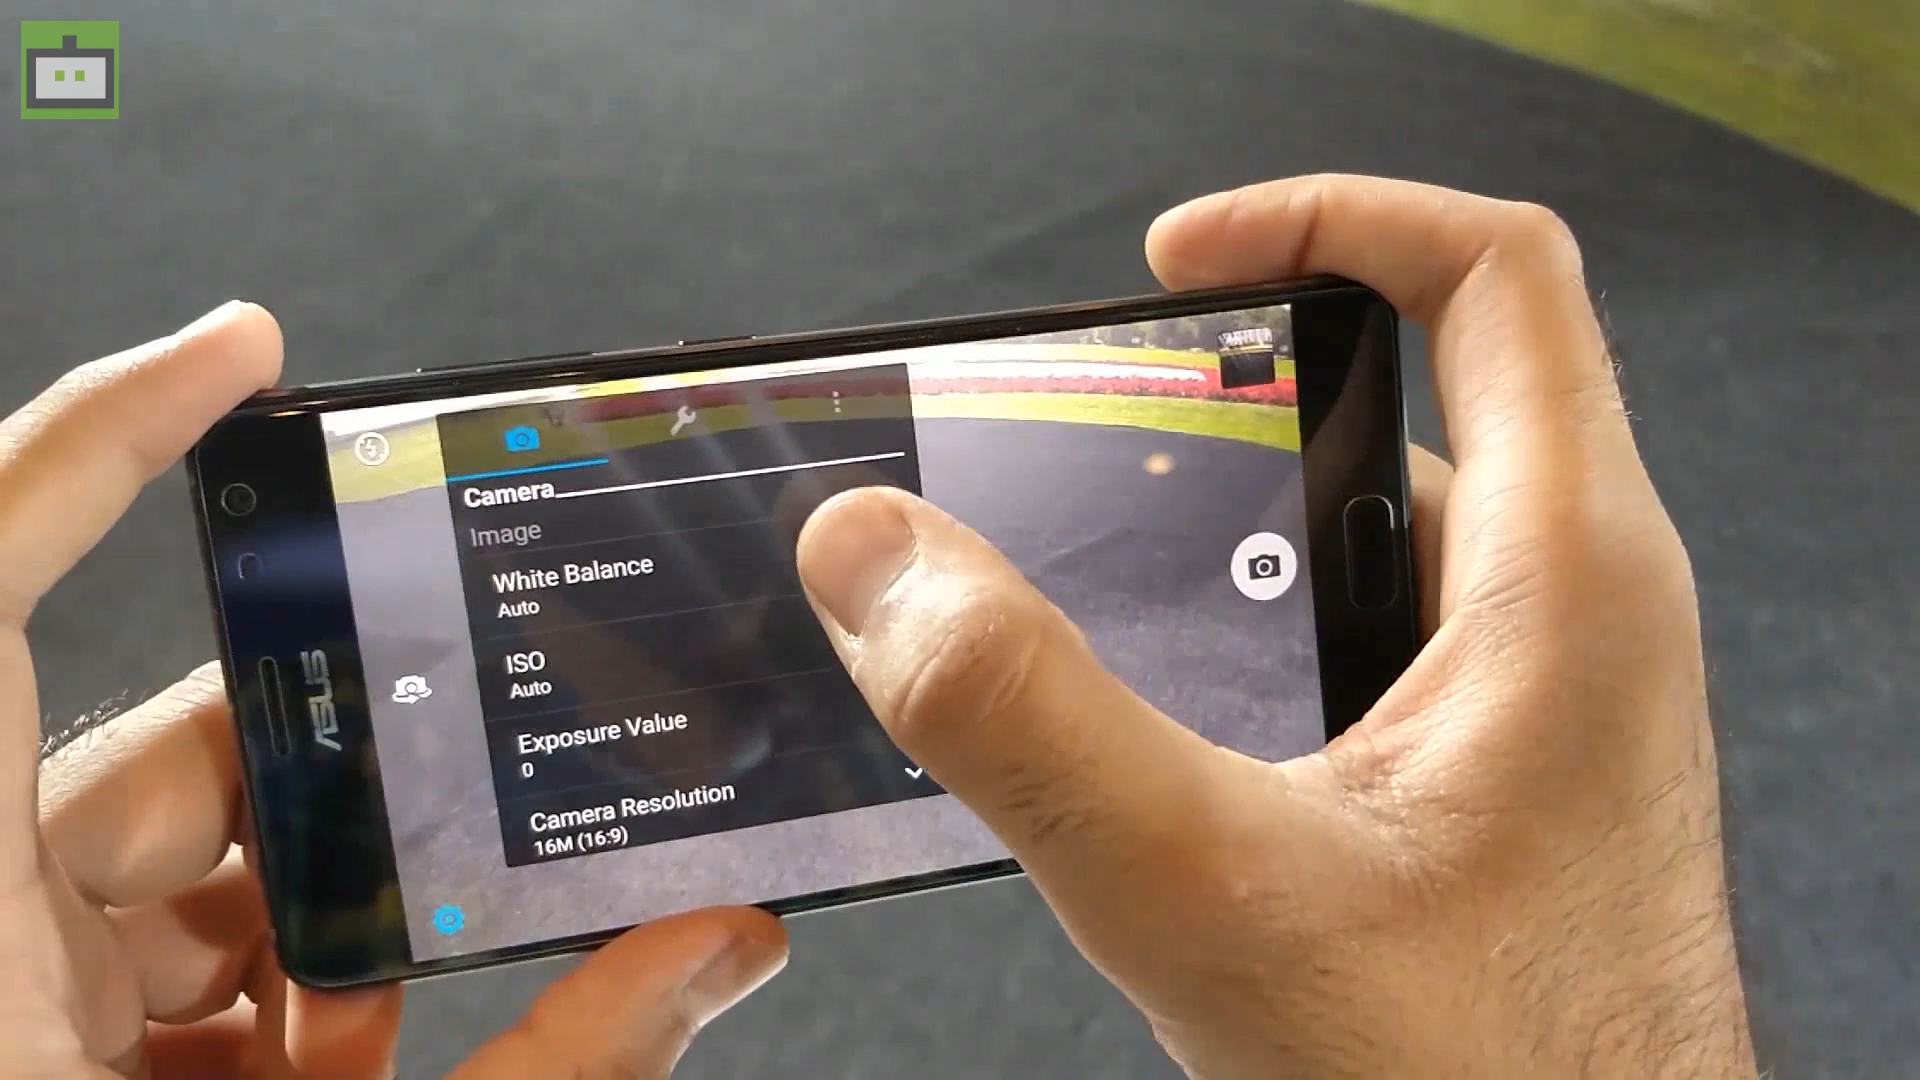 Camera
Image
White Balance
Auto
ISO
Auto
Exposure Value
0
Camera Resolution
16M (16:9)
ASUS